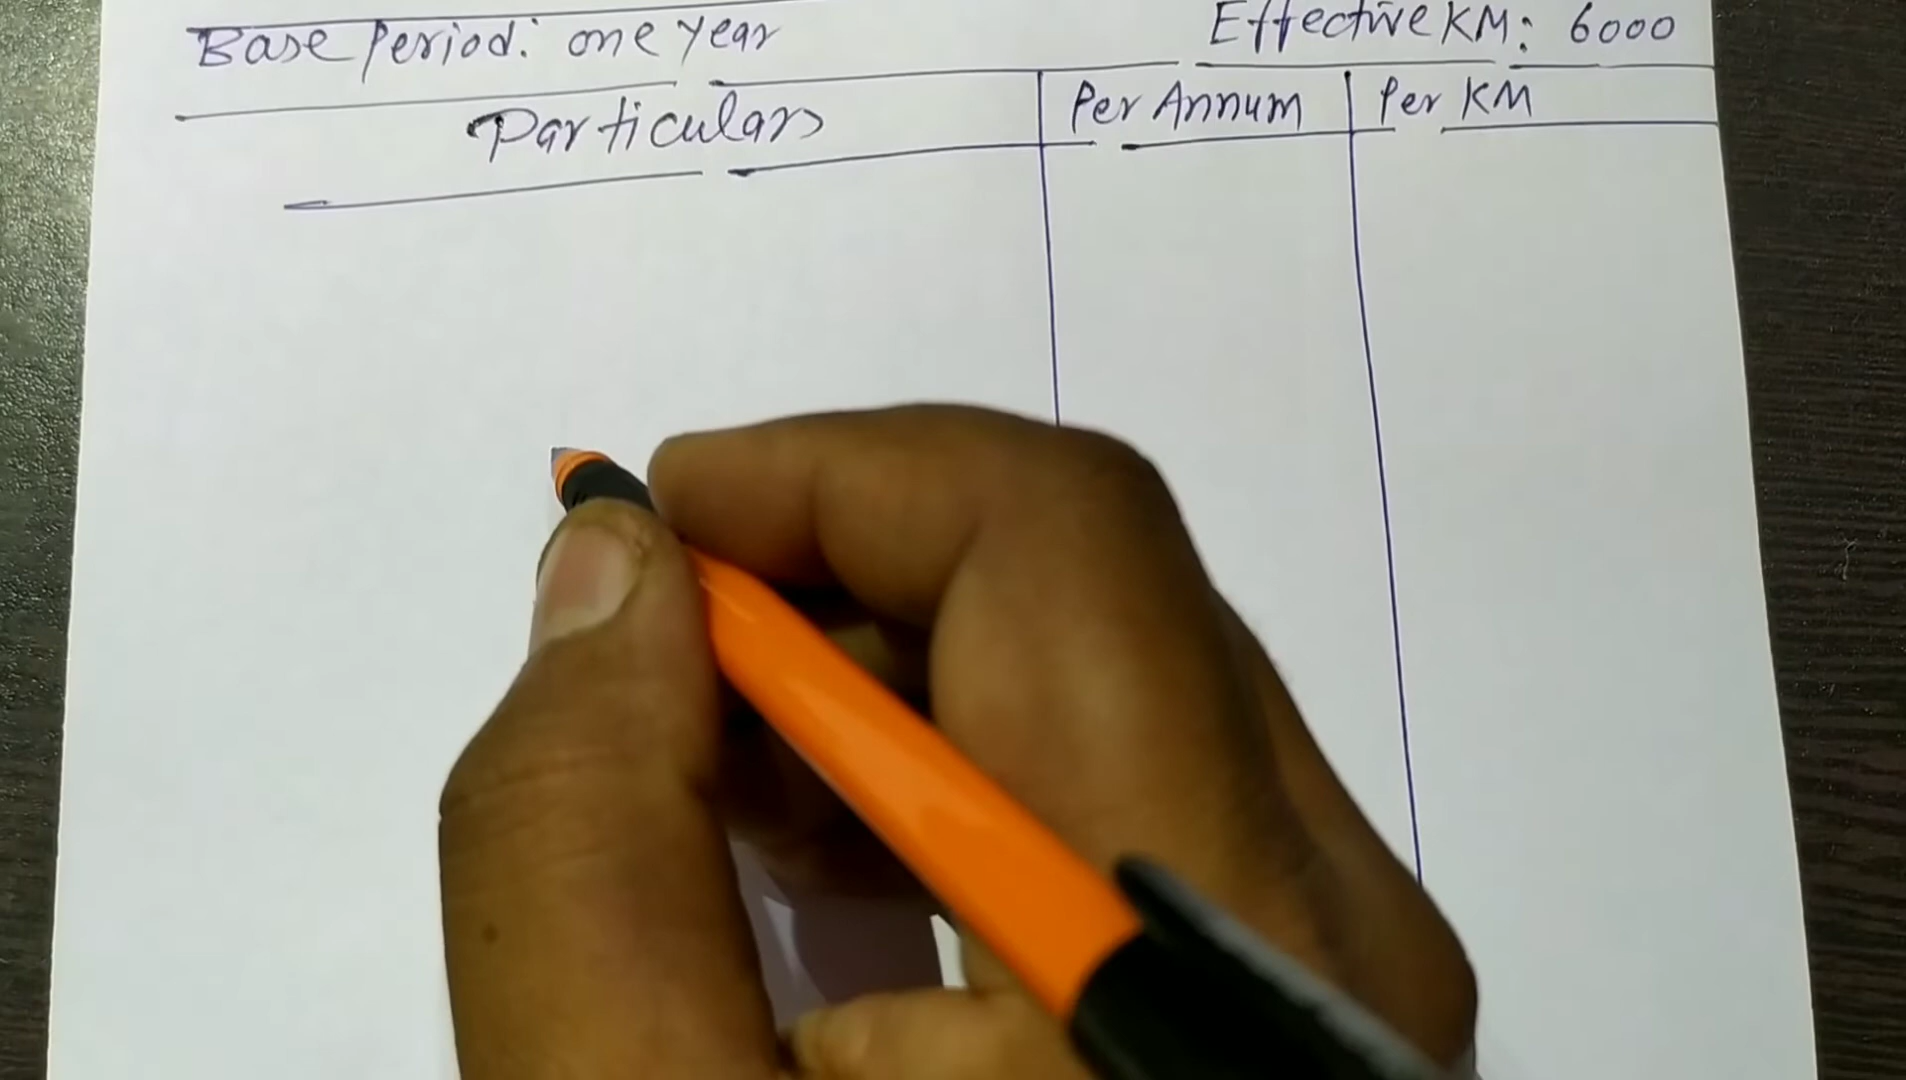 Base Period: one year Effective KM: 6000
Particulars Per Annum Per KM